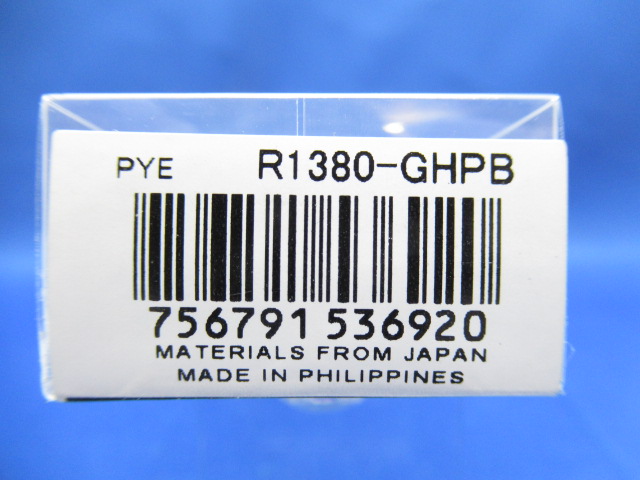 PYE R1380-GHPB
756791 536920
MATERIALS FROM JAPAN
MADE IN PHILIPPINES